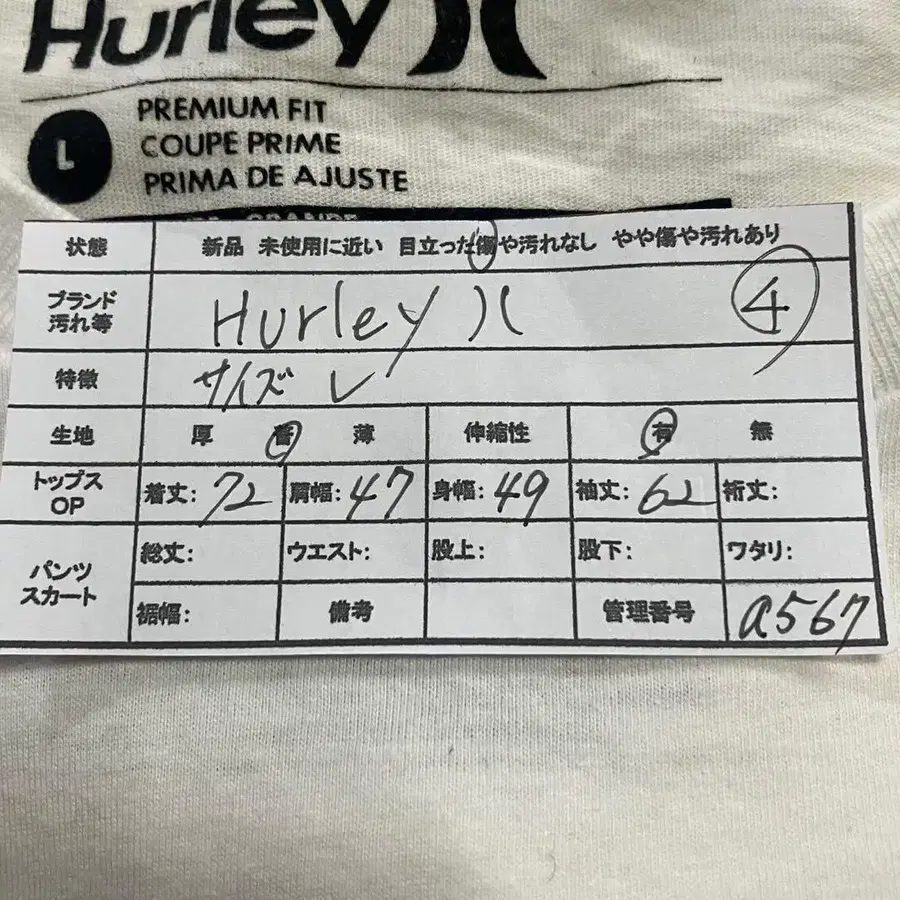 Hurley )(
L
PREMIUM FIT
COUPE PRIME
PRIMA DE AJUSTE
GRANDE
状態 新品 未使用に近い 目立った傷や汚れなし やや傷や汚れあり
ブランド
汚れ等
Hurley )( ④
特徴 サイズ L
生地 厚 普 薄 伸縮性 有 無
トップス
OP
着丈: 72 肩幅: 47 身幅: 49 袖丈: 62 裄丈:
パンツ
スカート
総丈: ウエスト: 股上: 股下: ワタリ:
裾幅: 備考 管理番号 a567